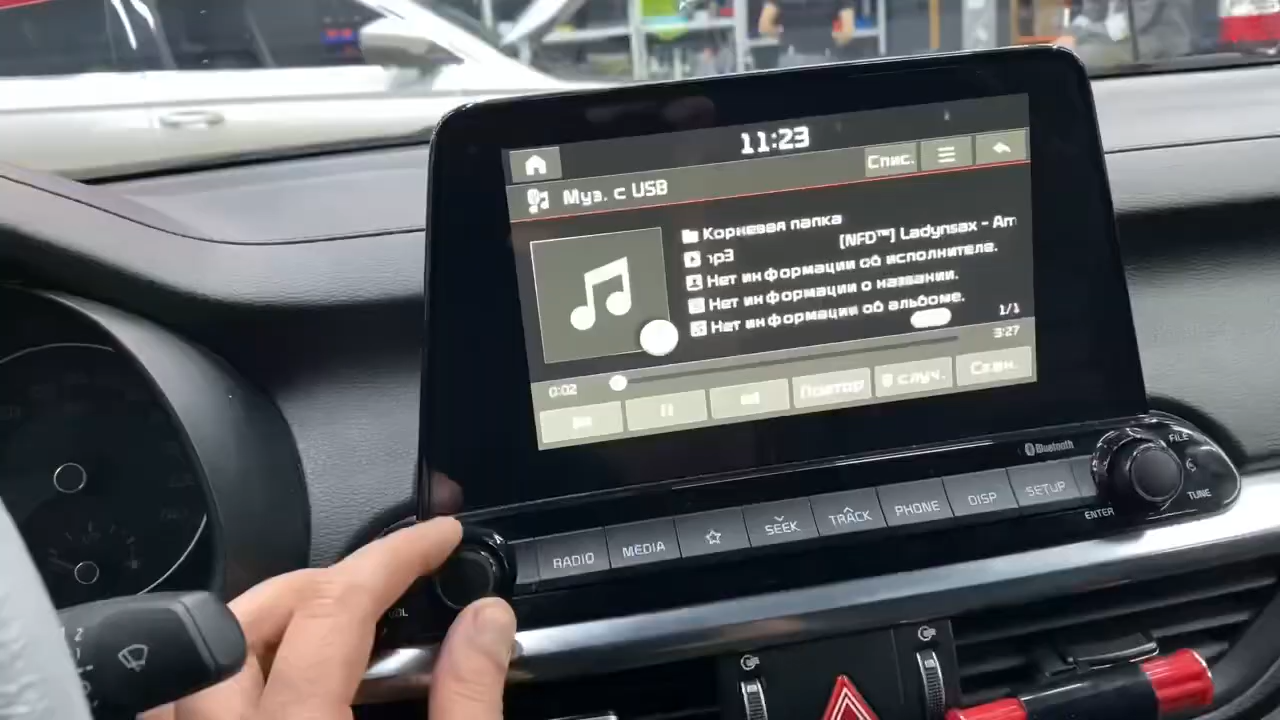 11:23
Спис.
Муз. с USB
Корневая папка
ıp3 [NFD™] Ladynsax - Am
Нет информации об исполнителе.
Нет информации о названии.
Нет информации об альбоме.
1/1
0:02
3:27
Повтор
В случ.
Скан.
Bluetooth
RADIO
MEDIA
SEEK
TRACK
PHONE
DISP
SETUP
ENTER
FILE
TUNE
2
1